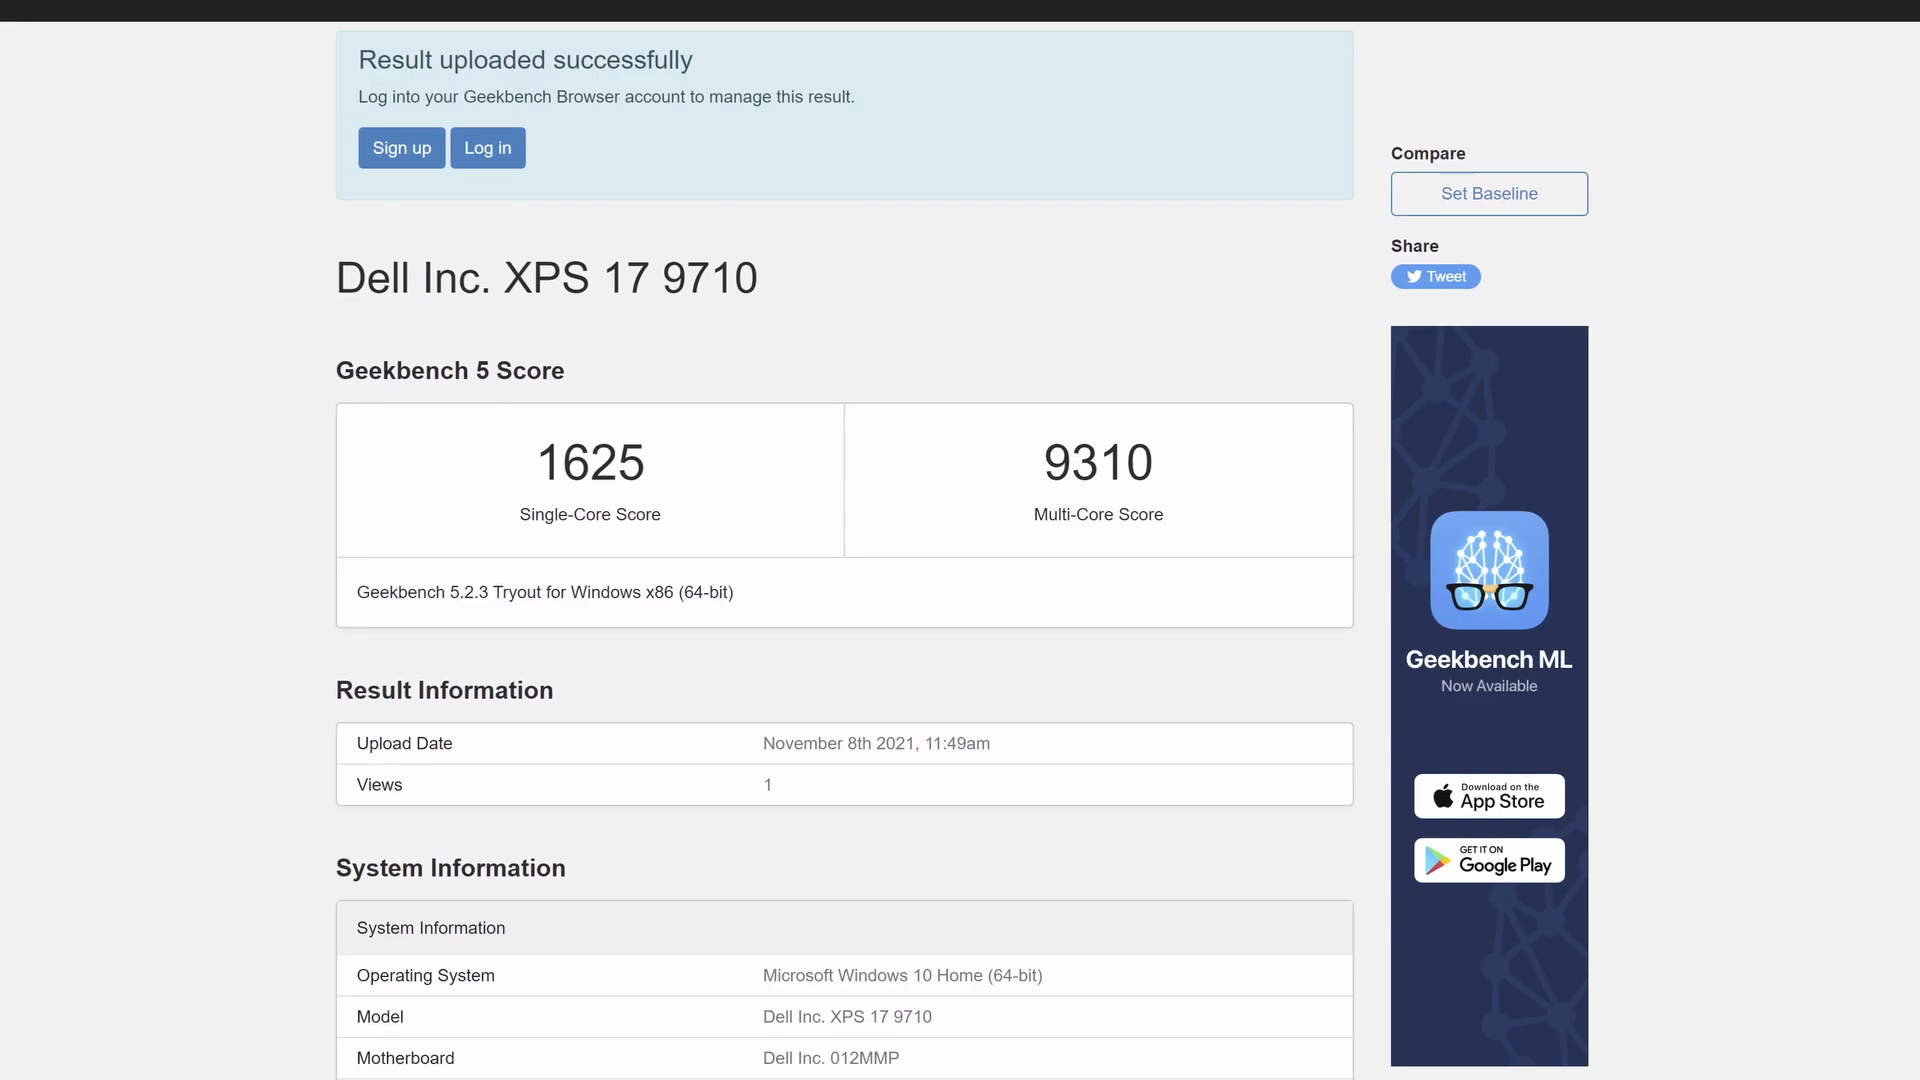 Result uploaded successfully
Log into your Geekbench Browser account to manage this result.
Sign up Log in
Compare
Set Baseline
Share
Tweet
Dell Inc. XPS 17 9710
Geekbench 5 Score
1625 9310
Single-Core Score Multi-Core Score
Geekbench 5.2.3 Tryout for Windows x86 (64-bit)
Result Information
Upload Date November 8th 2021, 11:49am
Views 1
System Information
System Information
Operating System Microsoft Windows 10 Home (64-bit)
Model Dell Inc. XPS 17 9710
Motherboard Dell Inc. 012MMP
Geekbench ML
Now Available
Download on the
App Store
GET IT ON
Google Play